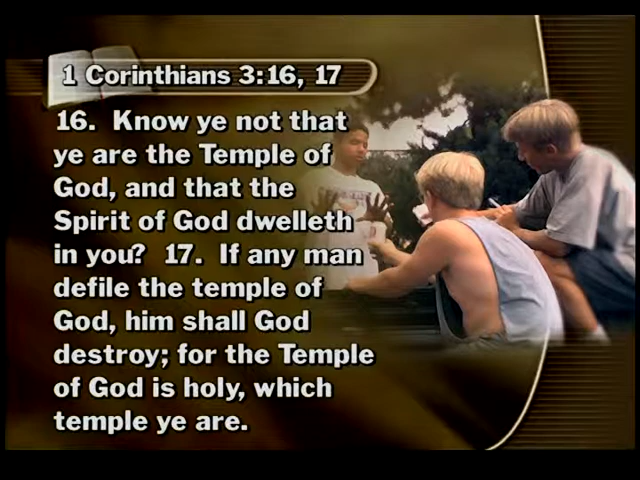 1 Corinthians 3:16, 17
16. Know ye not that
ye are the Temple of
God, and that the
Spirit of God dwelleth
in you? 17. If any man
defile the temple of
God, him shall God
destroy; for the Temple
of God is holy, which
temple ye are.